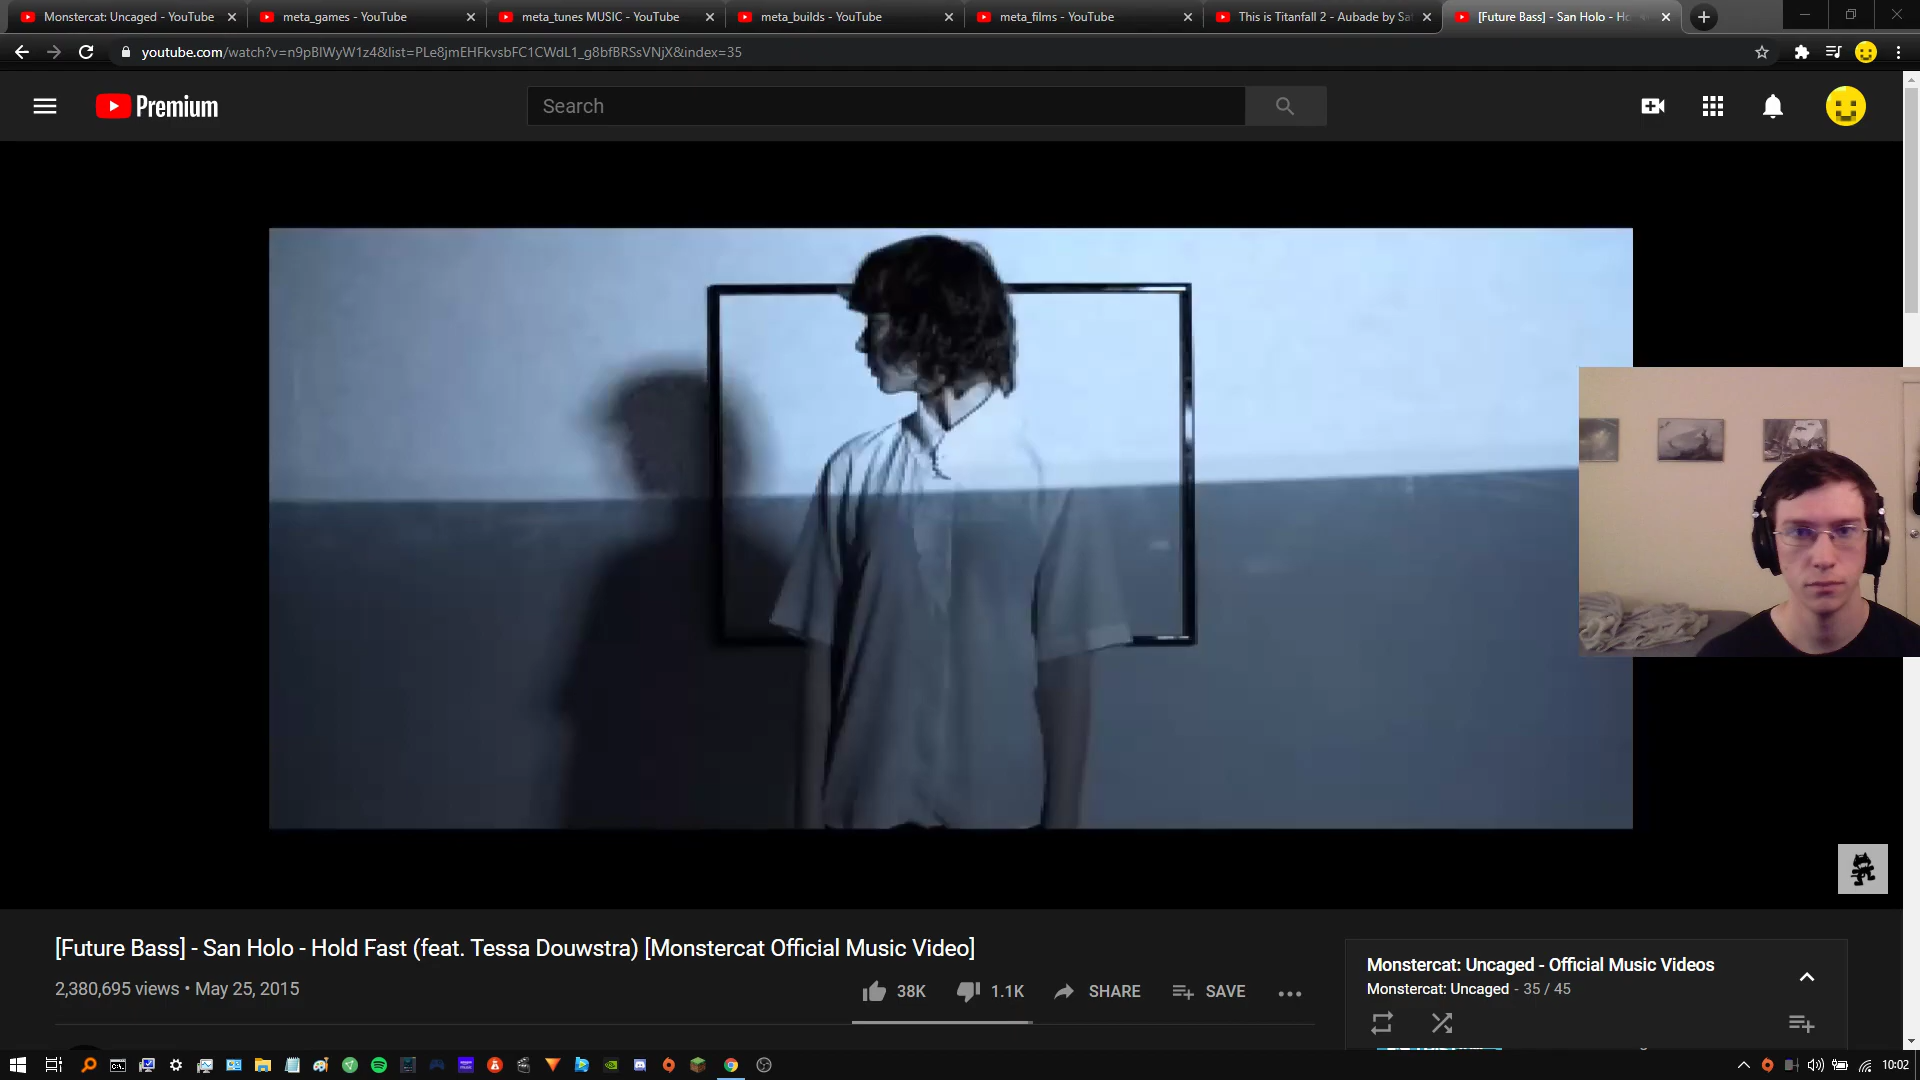 Monstercat: Uncaged - YouTube
meta_games - YouTube
meta_tunes MUSIC - YouTube
meta_builds - YouTube
meta_films - YouTube
This is Titanfall 2 - Aubade by Sa
[Future Bass] - San Holo - Ho
youtube.com/watch?v=n9pBlWyW1z4&list=PLe8jmEHFkvsbFC1CWdL1_g8bfBRSsVNjX&index=35
Premium
Search
[Future Bass] - San Holo - Hold Fast (feat. Tessa Douwstra) [Monstercat Official Music Video]
2,380,695 views • May 25, 2015
38K
1.1K
SHARE
SAVE
Monstercat: Uncaged - Official Music Videos
Monstercat: Uncaged - 35 / 45
10:02